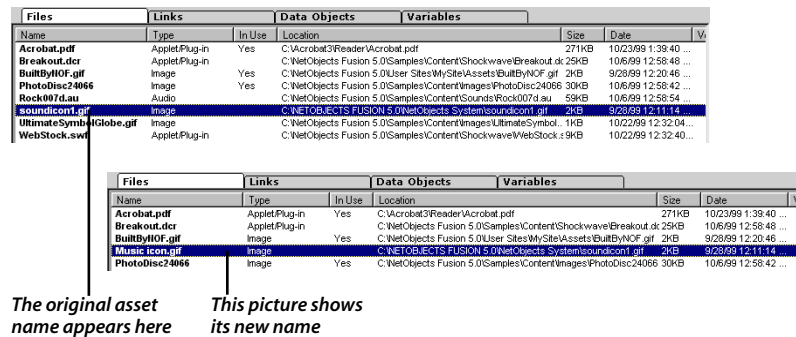 Files Links Data Objects Variables
Name Type In Use Location Size Date
Acrobat.pdf Applet/Plug-in Yes C:\Acrobat3\Reader\Acrobat.pdf 271KB 10/23/99 1:39:40 ...
Breakout.dcr Applet/Plug-in C:\NetObjects Fusion 5.0\Samples\Content\Shockwave\Breakout.dc 25KB 10/6/99 12:58:48 ...
BuiltByNOF.gif Image Yes C:\NetObjects Fusion 5.0\User Sites\MySite\Assets\BuiltByNOF.gif 2KB 9/28/99 12:20:46 ...
PhotoDisc24066 Image Yes C:\NetObjects Fusion 5.0\Samples\Content\Images\PhotoDisc24066 30KB 10/6/99 12:58:42 ...
Rock007d.au Audio C:\NetObjects Fusion 5.0\Samples\Content\Sounds\Rock007d.au 59KB 10/6/99 12:58:54 ...
soundicon1.gif Image C:\NETOBJECTS FUSION 5.0\NetObjects System\soundicon1.gif 2KB 9/28/99 12:11:14 ...
UltimateSymbolGlobe.gif Image C:\NetObjects Fusion 5.0\Samples\Content\Images\UltimateSymbol... 1KB 10/22/99 12:32:04...
WebStock.swf Applet/Plug-in C:\NetObjects Fusion 5.0\Samples\Content\Shockwave\WebStock.s 9KB 10/22/99 12:32:40...
Files Links Data Objects Variables
Name Type In Use Location Size Date
Acrobat.pdf Applet/Plug-in Yes C:\Acrobat3\Reader\Acrobat.pdf 271KB 10/23/99 1:39:40 ...
Breakout.dcr Applet/Plug-in C:\NetObjects Fusion 5.0\Samples\Content\Shockwave\Breakout.dc 25KB 10/6/99 12:58:48 ...
BuiltByNOF.gif Image Yes C:\NetObjects Fusion 5.0\User Sites\MySite\Assets\BuiltByNOF.gif 2KB 9/28/99 12:20:46 ...
Music icon.gif Image C:\NETOBJECTS FUSION 5.0\NetObjects System\soundicon1.gif 2KB 9/28/99 12:11:14 ...
PhotoDisc24066 Image Yes C:\NetObjects Fusion 5.0\Samples\Content\Images\PhotoDisc24066 30KB 10/6/99 12:58:42 ...
The original asset
name appears here
This picture shows
its new name